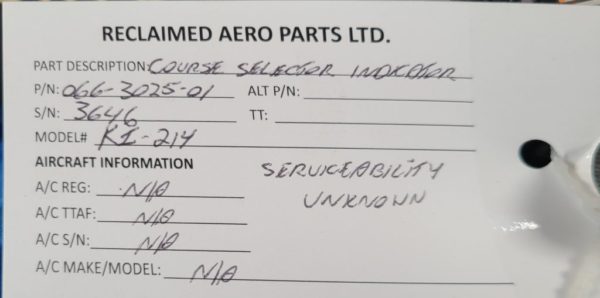 RECLAIMED AERO PARTS LTD.
PART DESCRIPTION: COURSE SELECTOR INDICATOR
P/N: 066-3025-01 ALT P/N:
S/N: 3646 TT:
MODEL# KI-214
AIRCRAFT INFORMATION
SERVICEABILITY
A/C REG: N/A
UNKNOWN
A/C TTAF: N/A
A/C S/N: N/A
A/C MAKE/MODEL: N/A